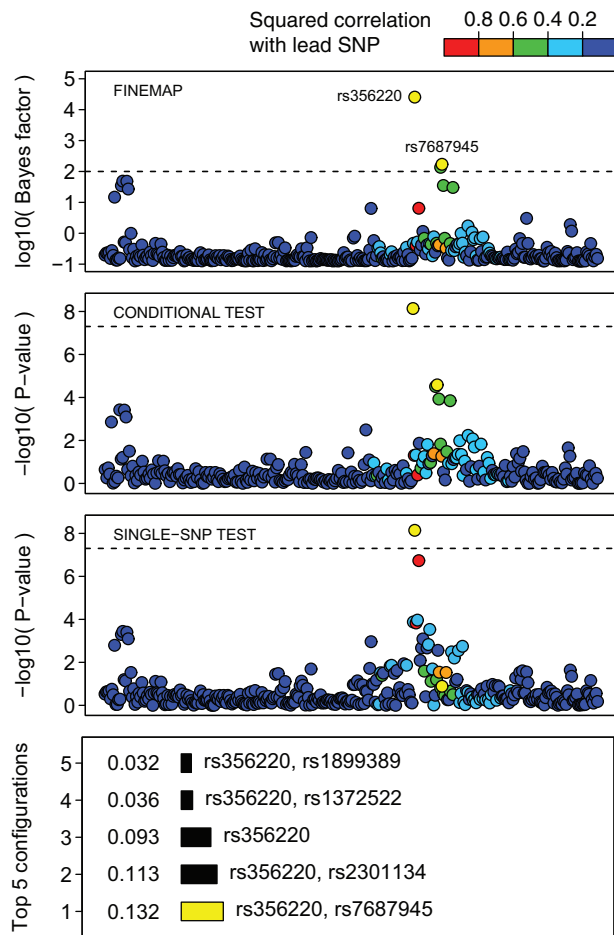 Squared correlation
with lead SNP
0.8 0.6 0.4 0.2
log10( Bayes factor )
5
4
3
2
1
0
−1
FINEMAP
rs356220
rs7687945
−log10( P−value )
8
6
4
2
0
CONDITIONAL TEST
−log10( P−value )
8
6
4
2
0
SINGLE−SNP TEST
Top 5 configurations
5 0.032 rs356220, rs1899389
4 0.036 rs356220, rs1372522
3 0.093 rs356220
2 0.113 rs356220, rs2301134
1 0.132 rs356220, rs7687945